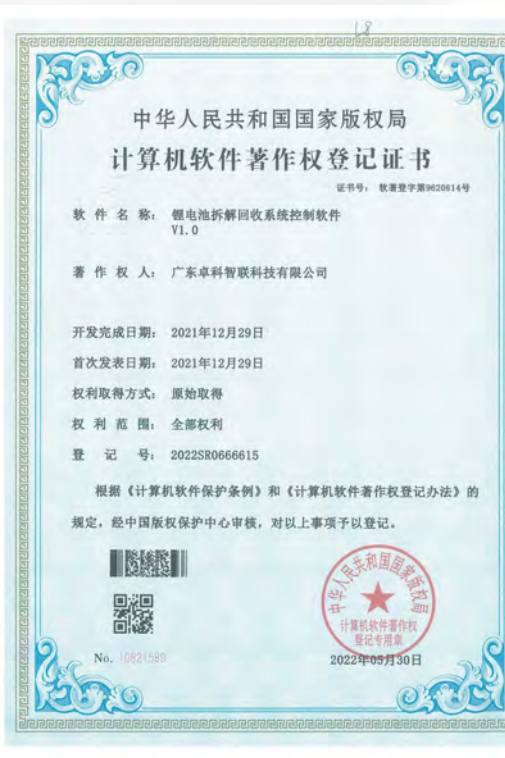 18
中华人民共和国国家版权局
计算机软件著作权登记证书
证书号： 软著登字第9620814号
软件名称： 锂电池拆解回收系统控制软件
V1.0
著作权人： 广东卓科智联科技有限公司
开发完成日期： 2021年12月29日
首次发表日期： 2021年12月29日
权利取得方式： 原始取得
权利范围： 全部权利
登记号： 2022SR0666615
根据《计算机软件保护条例》和《计算机软件著作权登记办法》的
规定，经中国版权保护中心审核，对以上事项予以登记。
中华人民共和国国家版权局
计算机软件著作权
登记专用章
No. 10821589
2022年05月30日